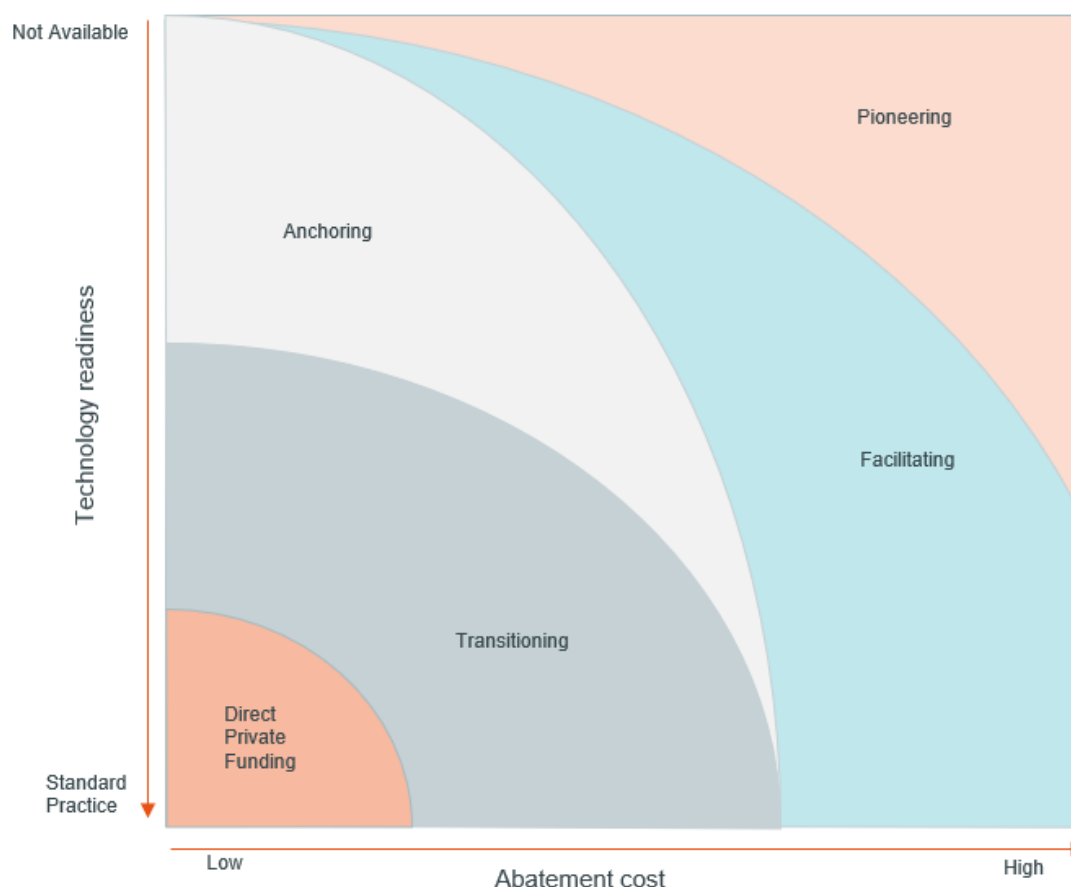 Not Available
Pioneering
Anchoring
Technology readiness
Facilitating
Transitioning
Direct
Private
Funding
Standard
Practice
Low
High
Abatement cost